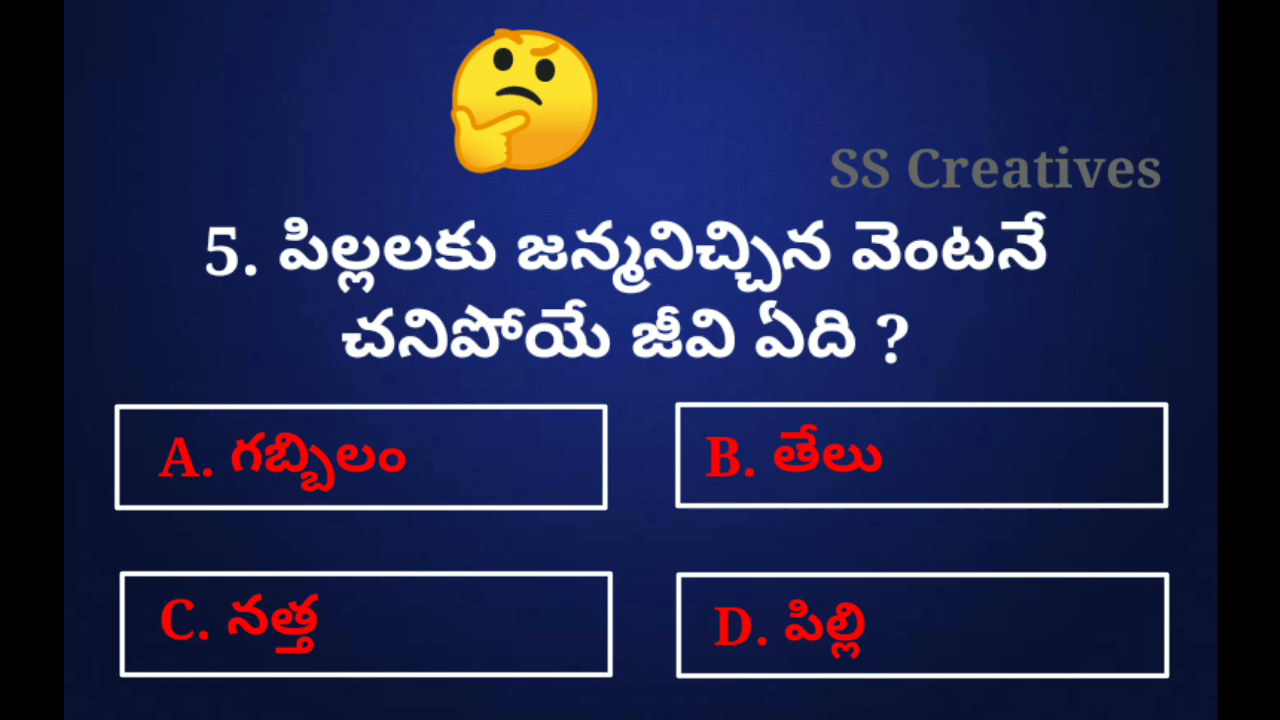 SS Creatives
5. పిల్లలకు జన్మనిచ్చిన వెంటనే
చనిపోయే జీవి ఏది ?
A. గబ్బిలం
B. తేలు
C. నత్త
D. పిల్లి